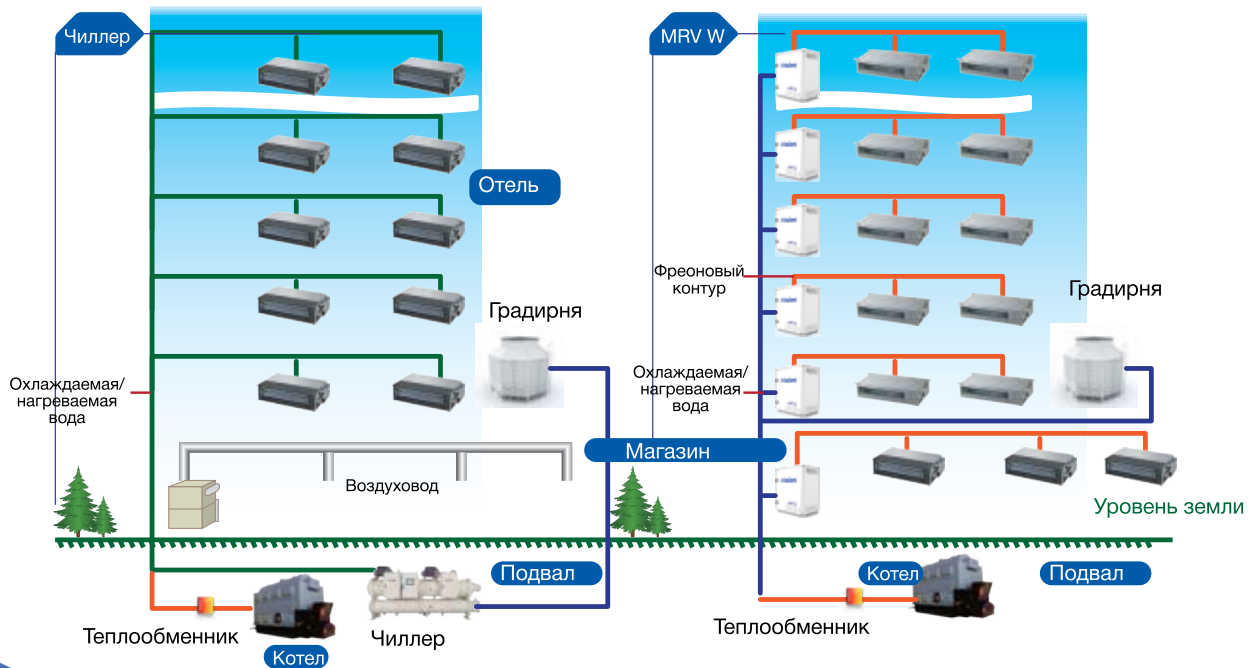 Чиллер
MRV W
Отель
Фреоновый
контур
Градирня
Градирня
Охлаждаемая/
нагреваемая
вода
Охлаждаемая/
нагреваемая
вода
Магазин
Воздуховод
Уровень земли
Подвал
Котел
Подвал
Теплообменник
Чиллер
Котел
Теплообменник